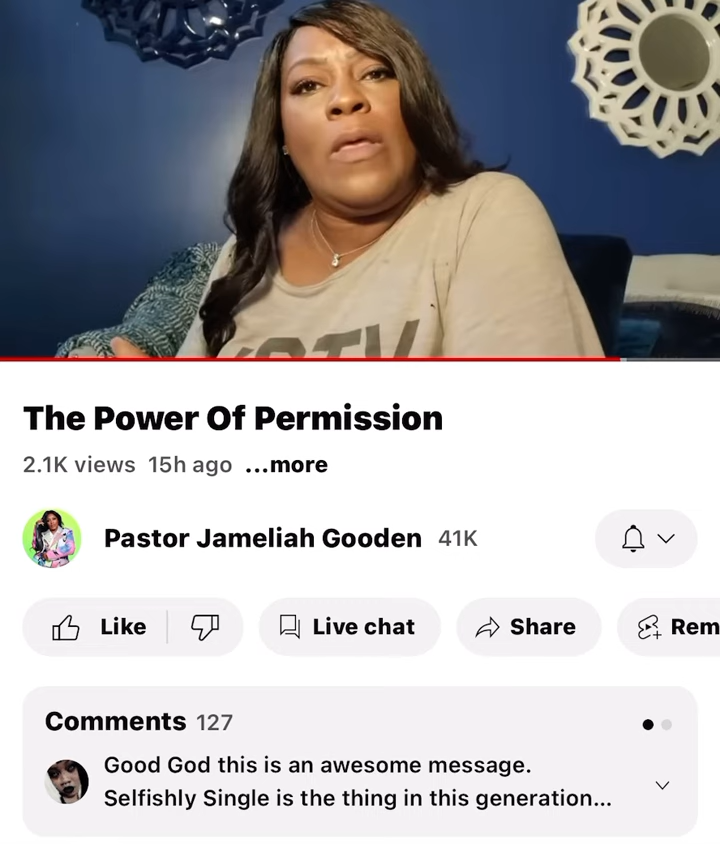 The Power Of Permission
2.1K views 15h ago ...more
Pastor Jameliah Gooden 41K
Like
Live chat
Share
Rem
Comments 127
Good God this is an awesome message.
Selfishly Single is the thing in this generation...